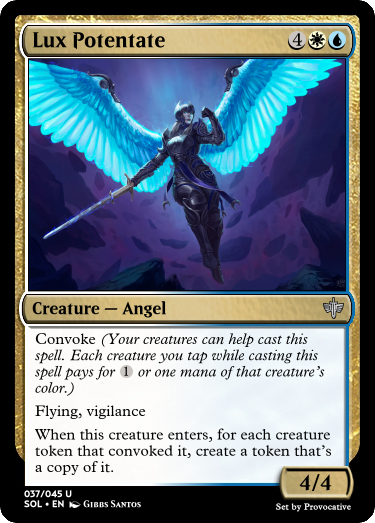 Lux Potentate 4
Creature — Angel
Convoke (Your creatures can help cast this
spell. Each creature you tap while casting this
spell pays for 1 or one mana of that creature's
color.)
Flying, vigilance
When this creature enters, for each creature
token that convoked it, create a token that's
a copy of it.
4/4
037/045 U
SOL • EN Gibbs Santos
Set by Provocative